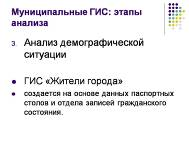 Муниципальные ГИС: этапы
анализа
3. Анализ демографической
ситуации
ГИС «Жители города»
создается на основе данных паспортных
столов и отдела записей гражданского
состояния.